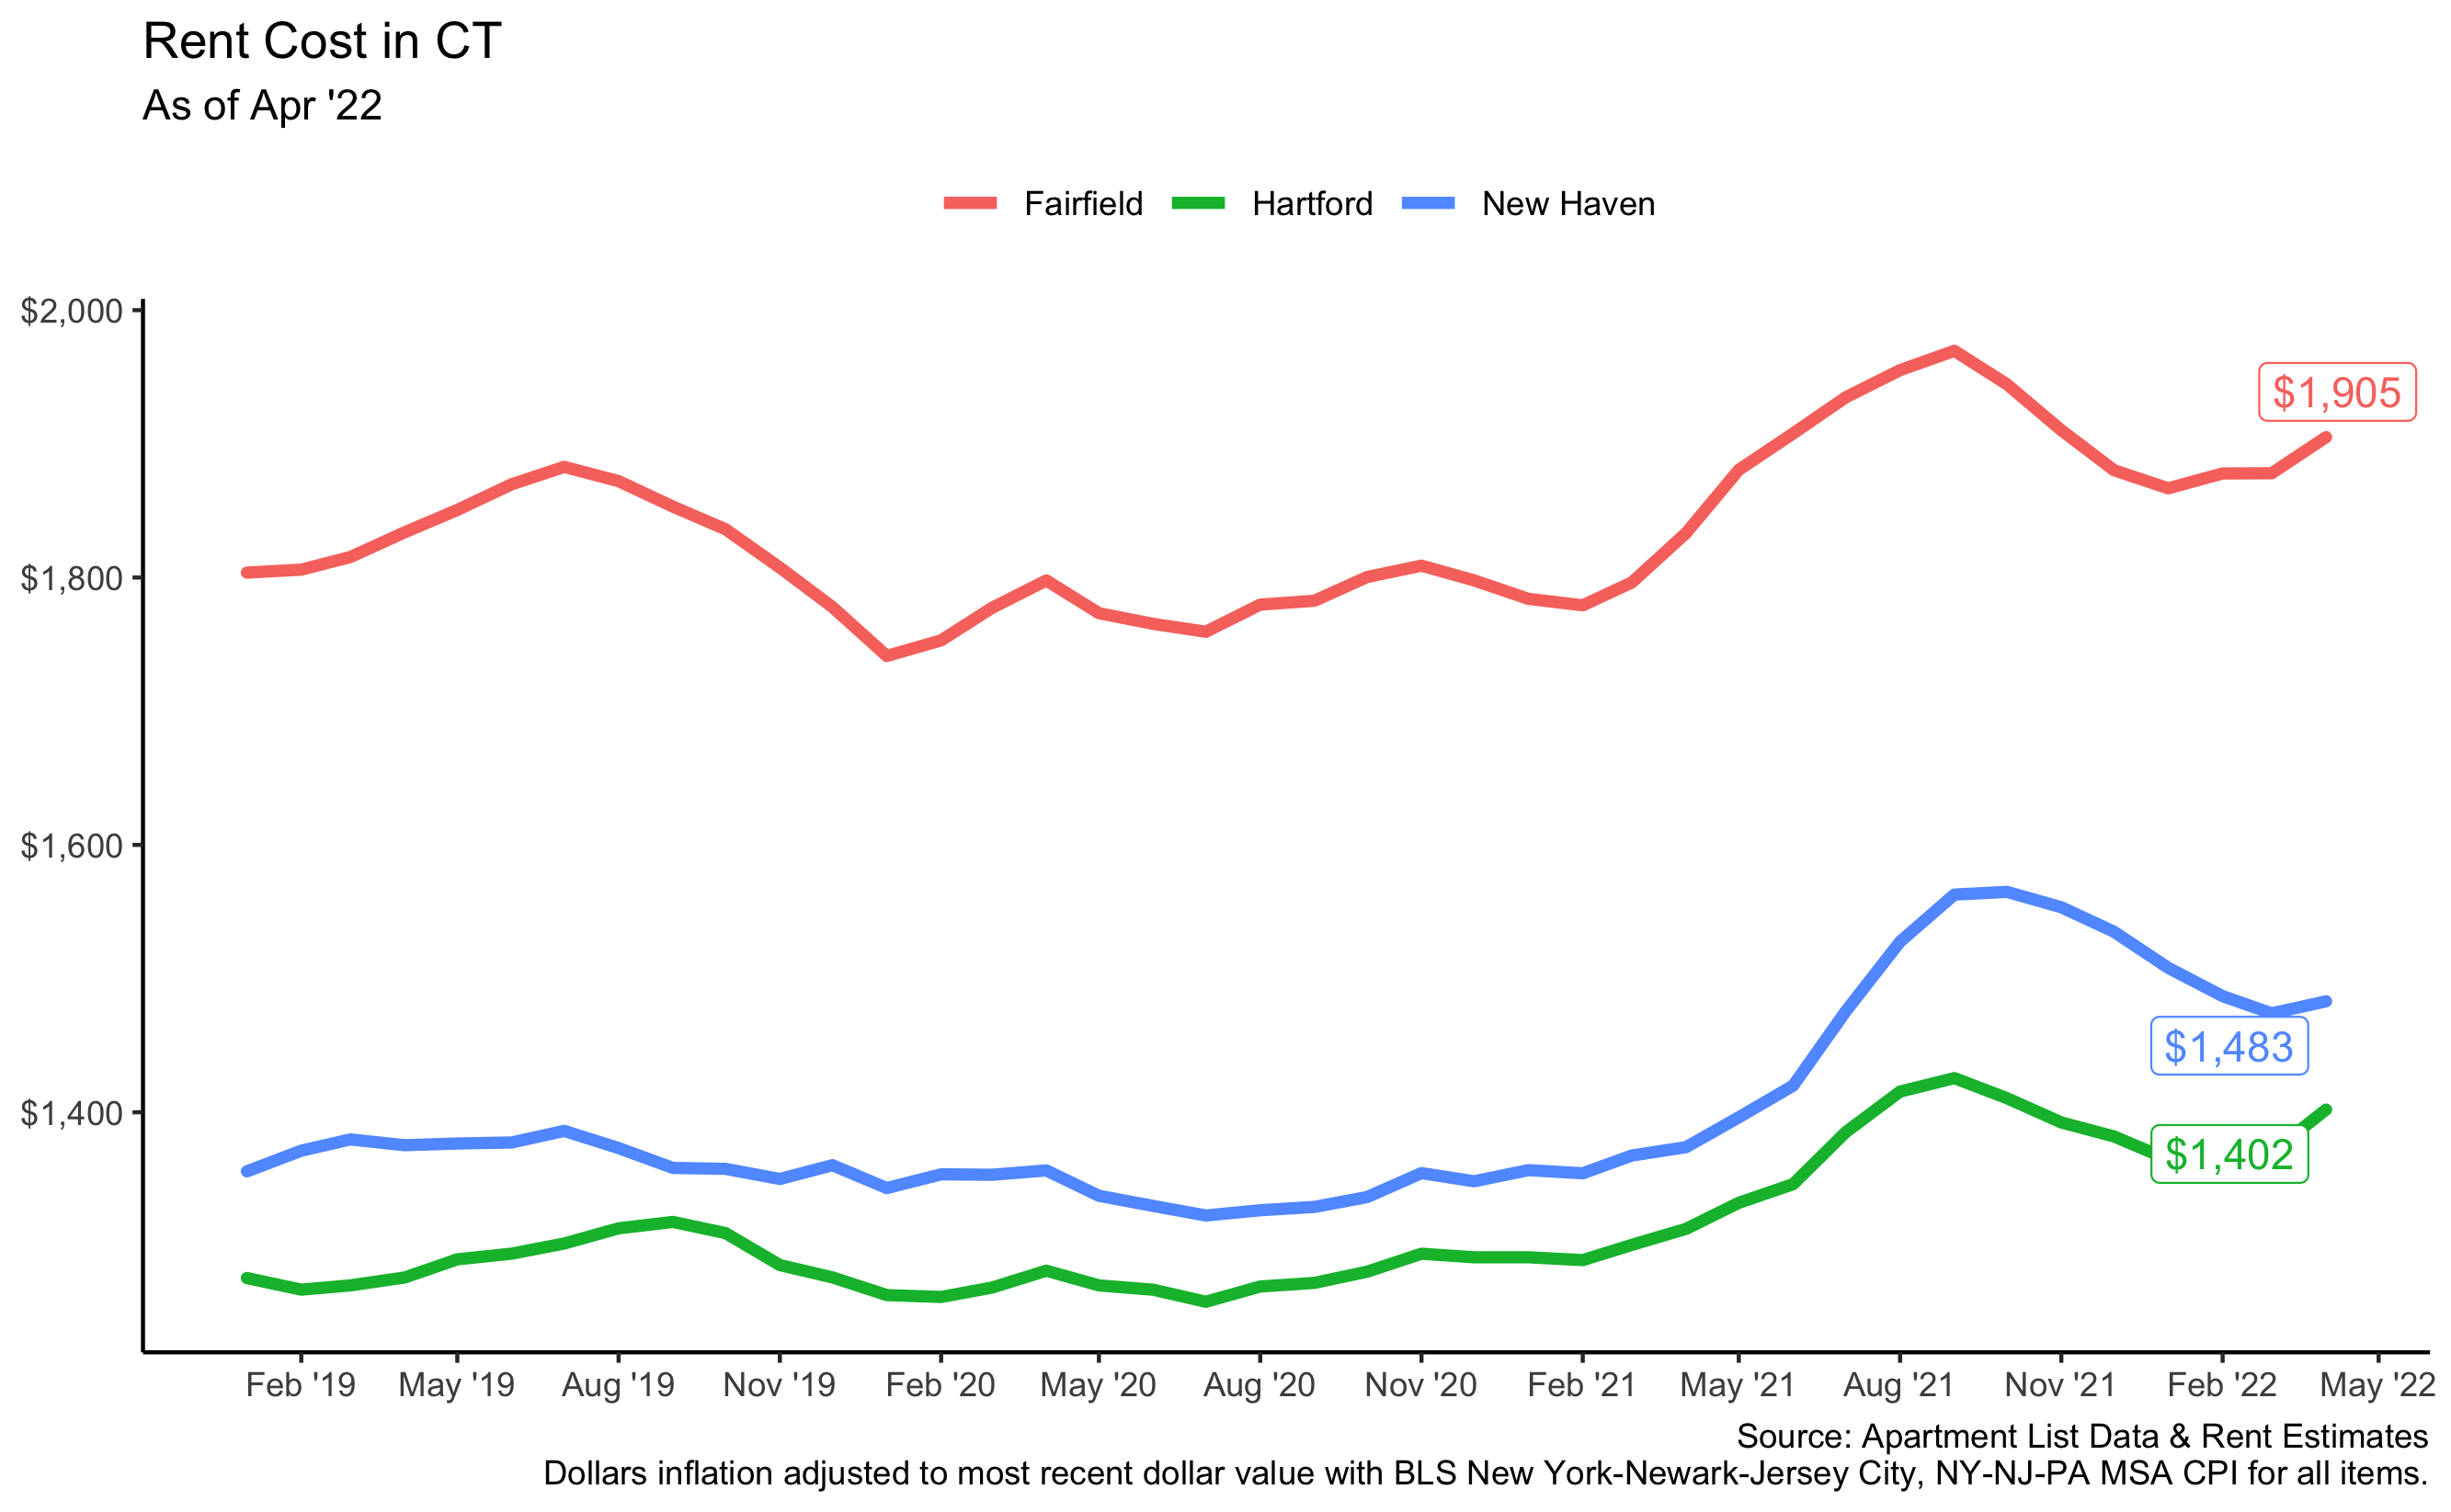 Rent Cost in CT
As of Apr '22
Fairfield Hartford New Haven
$2,000
$1,800
$1,600
$1,400
$1,905
$1,483
$1,402
Feb '19 May '19 Aug '19 Nov '19 Feb '20 May '20 Aug '20 Nov '20 Feb '21 May '21 Aug '21 Nov '21 Feb '22 May '22
Source: Apartment List Data & Rent Estimates
Dollars inflation adjusted to most recent dollar value with BLS New York-Newark-Jersey City, NY-NJ-PA MSA CPI for all items.